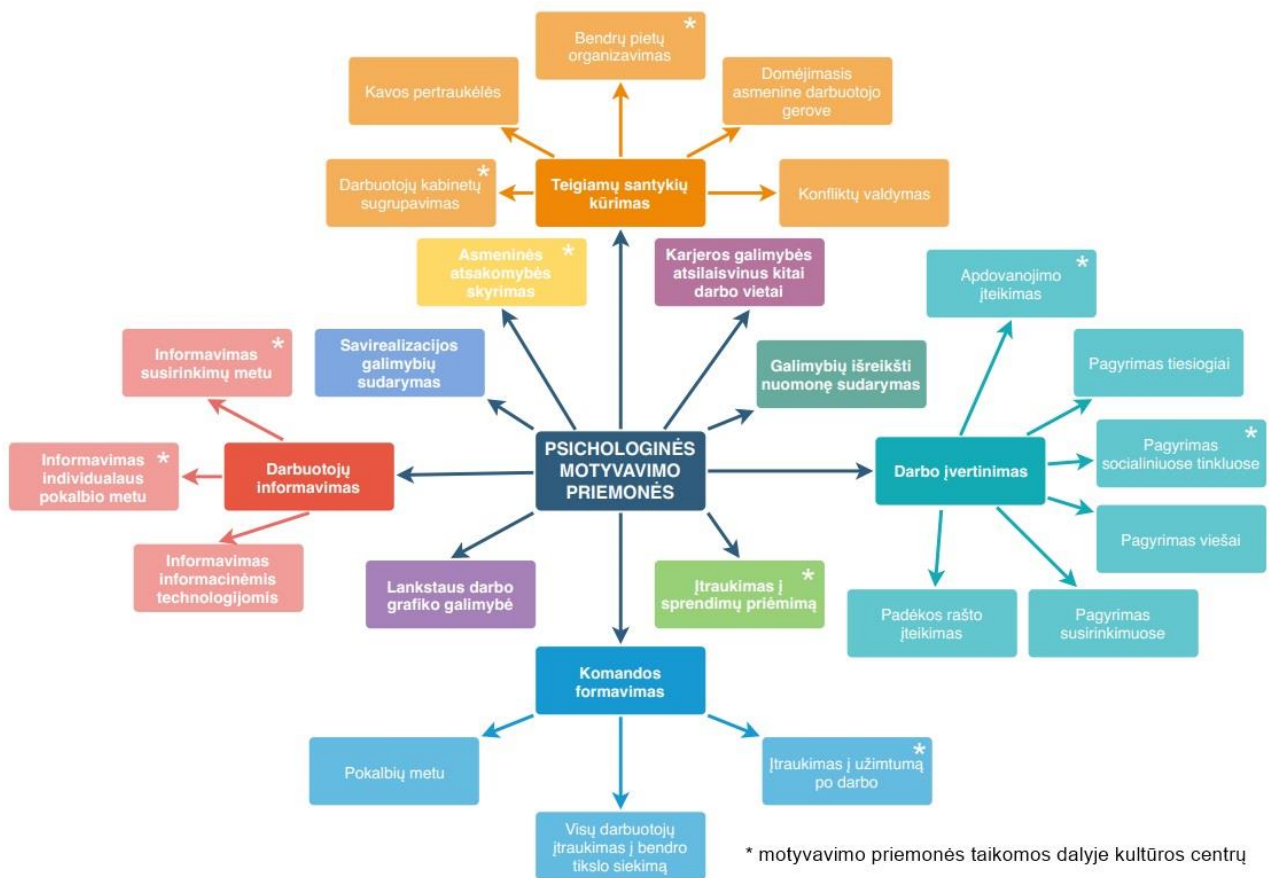 *
Bendrų pietų
organizavimas
Kavos pertraukėlės
Domėjimasis
asmenine darbuotojo
gerove
*
Darbuotojų kabinetų
sugrupavimas
Teigiamų santykių
kūrimas
Konfliktų valdymas
*
Asmeninės
atsakomybės
skyrimas
Karjeros galimybės
atsilaisvinus kitai
darbo vietai
*
Apdovanojimo
įteikimas
*
Informavimas
susirinkimų metu
Savirealizacijos
galimybių
sudarymas
Galimybių išreikšti
nuomonę sudarymas
Pagyrimas tiesiogiai
*
Informavimas
individualaus
pokalbio metu
Darbuotojų
informavimas
PSICHOLOGINĖS
MOTYVAVIMO
PRIEMONĖS
Darbo įvertinimas
*
Pagyrimas
socialiniuose tinkluose
Pagyrimas viešai
Informavimas
informacinėmis
technologijomis
Lankstaus darbo
grafiko galimybė
*
Įtraukimas į
sprendimų priėmimą
Padėkos rašto
įteikimas
Pagyrimas
susirinkimuose
Komandos
formavimas
Pokalbių metu
*
Įtraukimas į užimtumą
po darbo
Visų darbuotojų
įtraukimas į bendro
tikslo siekimą
* motyvavimo priemonės taikomos dalyje kultūros centrų